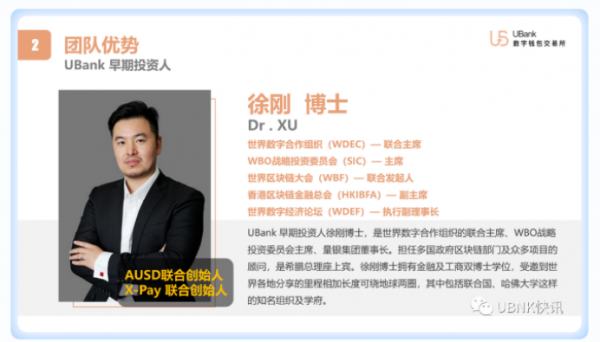 2
团队优势
UBank 早期投资人
UBank
数字钱包交易所
徐刚 博士
Dr . XU
世界数字合作组织（WDEC）— 联合主席
WBO战略投资委员会（SIC）— 主席
世界区块链大会（WBF）— 联合发起人
香港区块链金融总会（HKIBFA）— 副主席
世界数字经济论坛（WDEF）— 执行副理事长
UBank 早期投资人徐刚博士，是世界数字合作组织的联合主席、WBO战略
投资委员会主席、量银集团董事长。担任多国政府区块链部门及众多项目的
顾问，是希腊总理座上宾。徐刚博士拥有金融及工商双博士学位，受邀到世
界各地分享的里程相加长度可绕地球两圈，其中包括联合国、哈佛大学这样
的知名组织及学府。
AUSD联合创始人
X-Pay 联合创始人
UBNK快讯